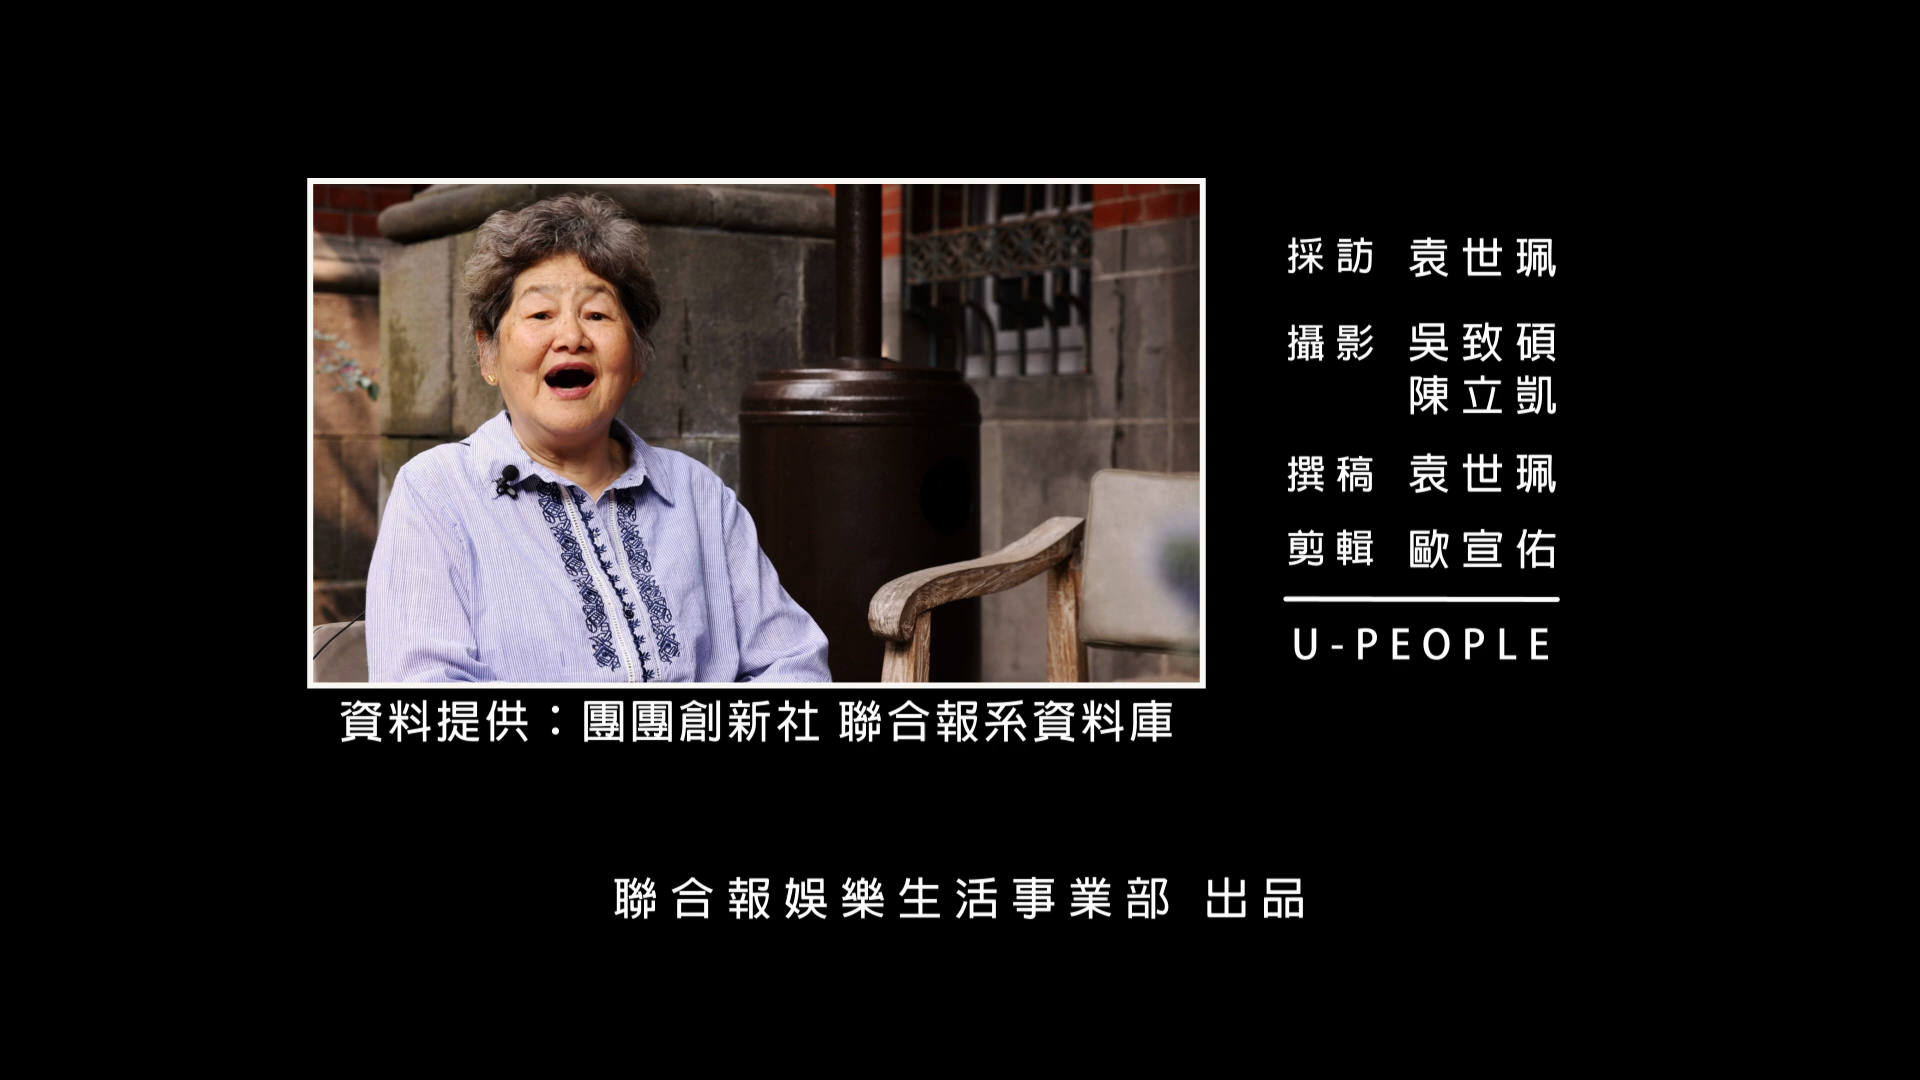 採訪 袁世珮
攝影 吳致碩
陳立凱
撰稿 袁世珮
剪輯 歐宣佑
U-PEOPLE
資料提供：團團創新社 聯合報系資料庫
聯合報娛樂生活事業部 出品